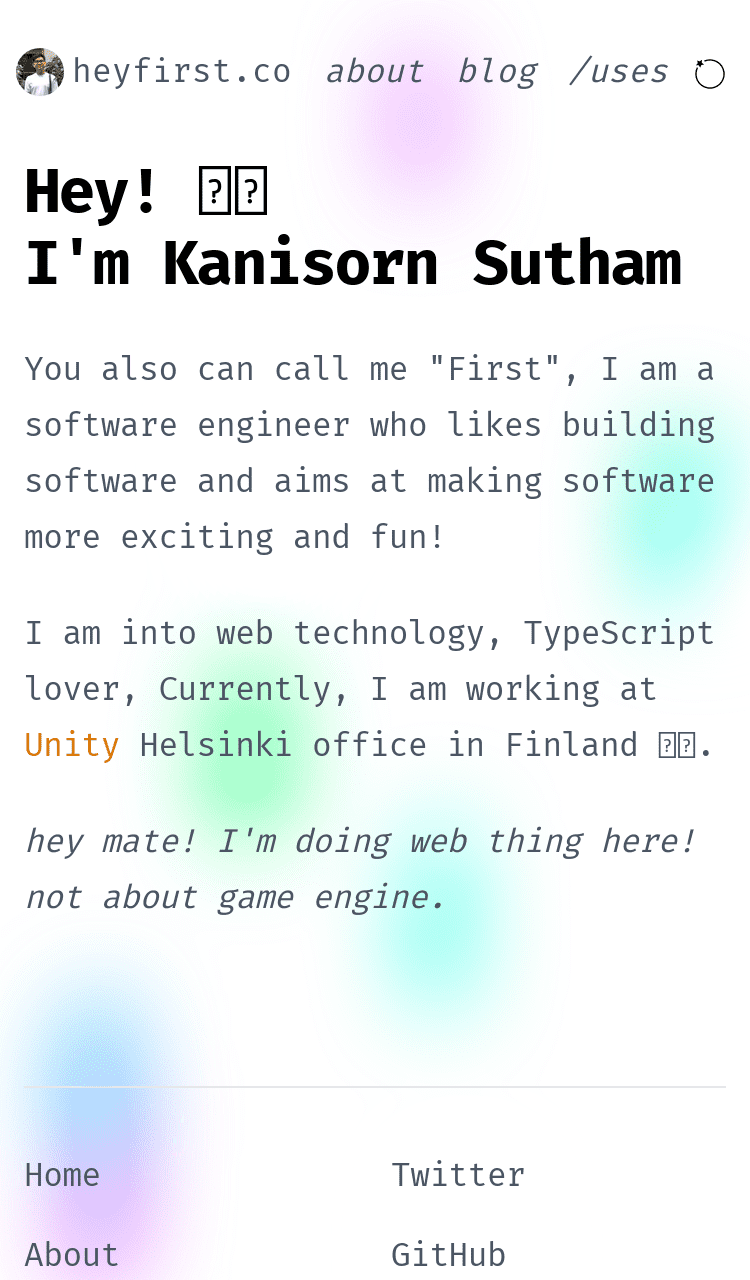 heyfirst.co about blog /uses
Hey!
I'm Kanisorn Sutham
You also can call me "First", I am a
software engineer who likes building
software and aims at making software
more exciting and fun!
I am into web technology, TypeScript
lover, Currently, I am working at
Unity Helsinki office in Finland .
hey mate! I'm doing web thing here!
not about game engine.
Home Twitter
About GitHub